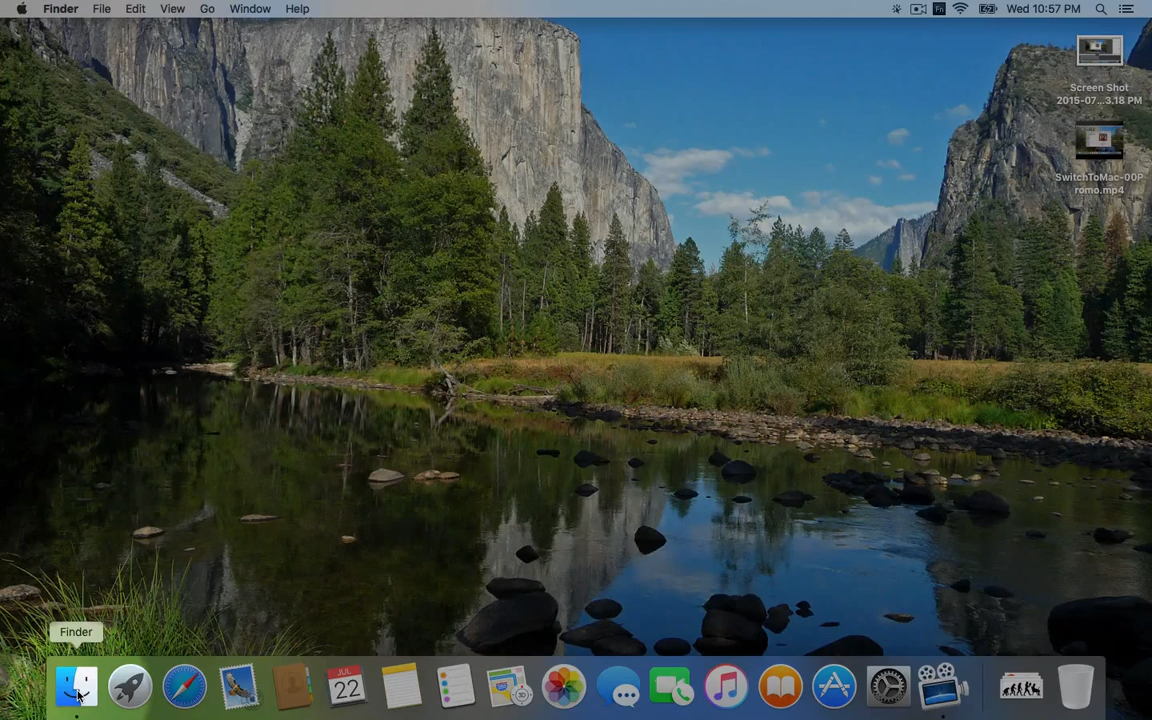 Finder File Edit View Go Window Help Wed 10:57 PM
Screen Shot
2015-07...3.18 PM
SwitchToMac-00P
romo.mp4
Finder
JUL
22
3D